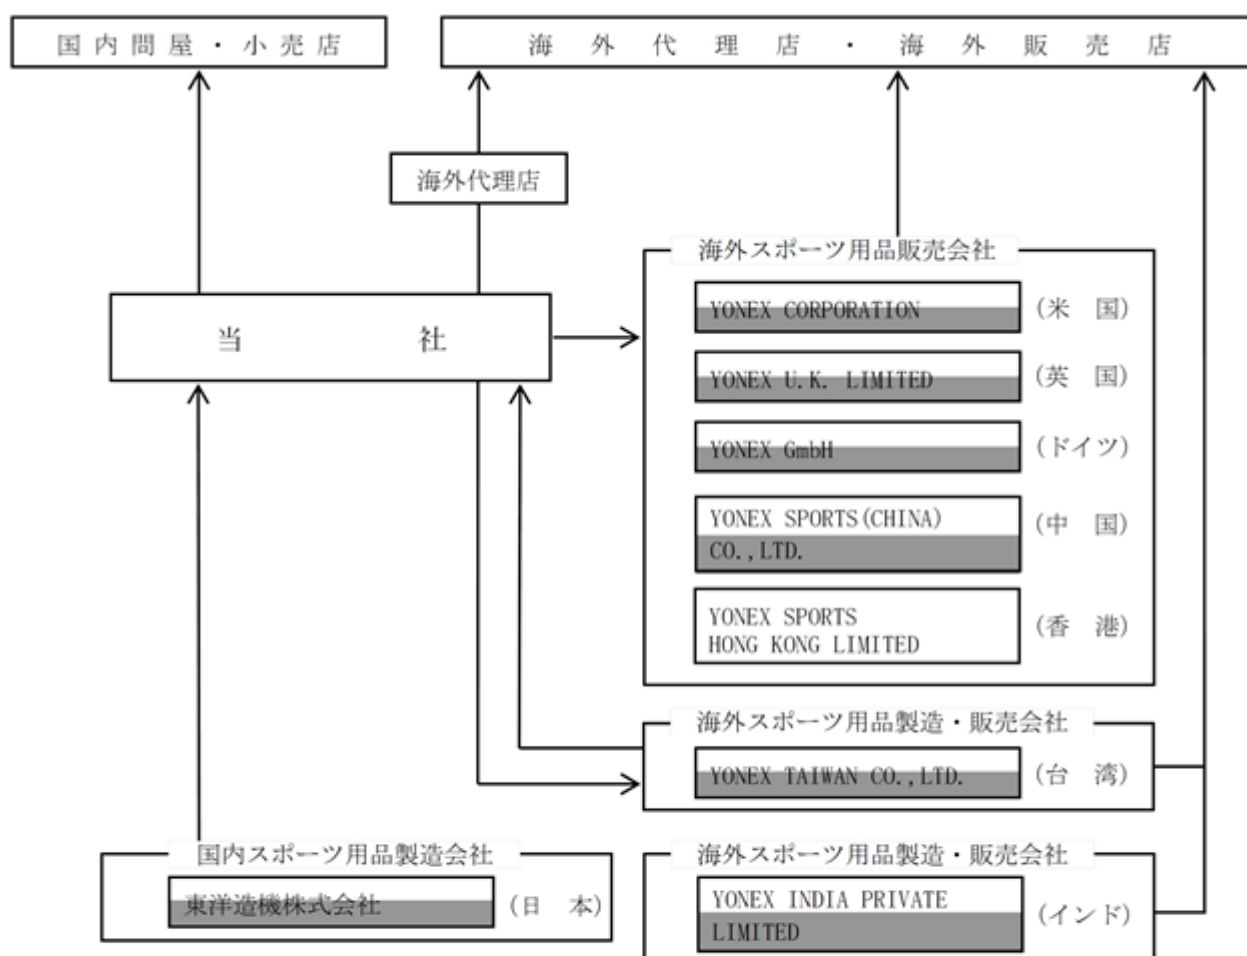 国内問屋・小売店
海外代理店・海外販売店
海外代理店
海外スポーツ用品販売会社
YONEX CORPORATION
(米　国)
当　　社
YONEX U.K. LIMITED
(英　国)
YONEX GmbH
(ドイツ)
YONEX SPORTS(CHINA)
CO.,LTD.
(中　国)
YONEX SPORTS
HONG KONG LIMITED
(香　港)
海外スポーツ用品製造・販売会社
YONEX TAIWAN CO.,LTD.
(台　湾)
国内スポーツ用品製造会社
東洋造機株式会社
(日　本)
海外スポーツ用品製造・販売会社
YONEX INDIA PRIVATE
LIMITED
(インド)